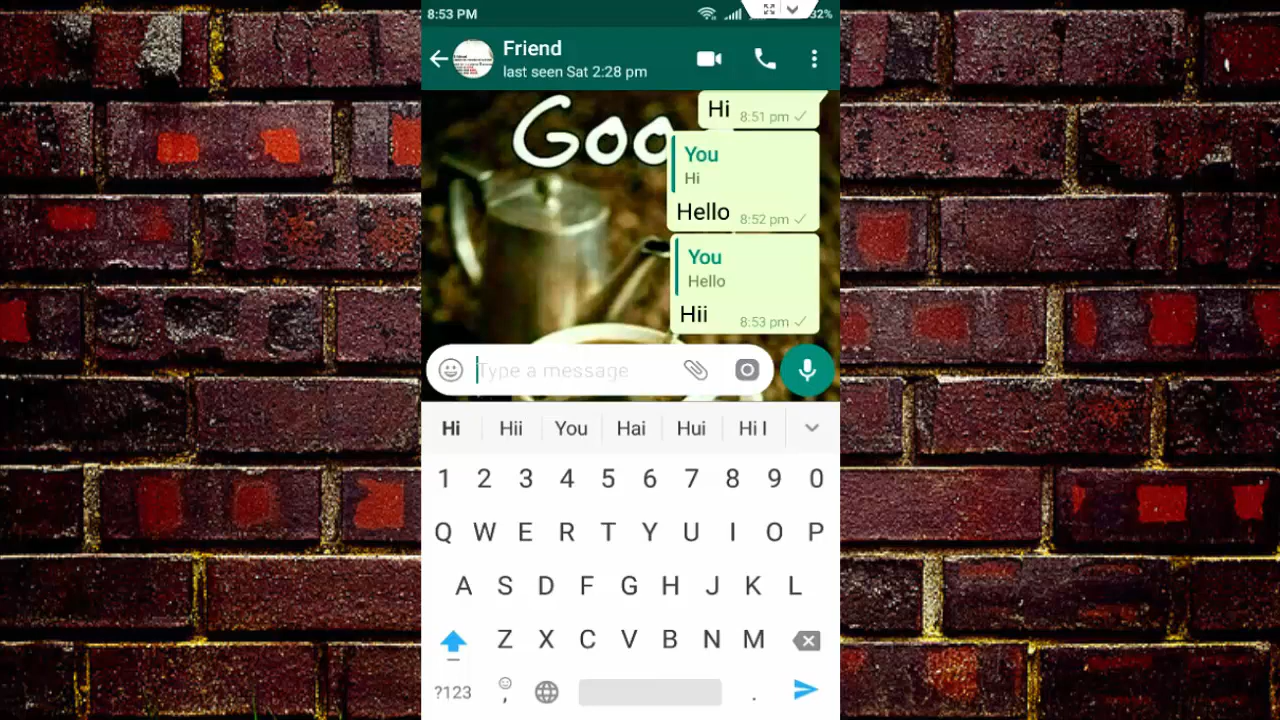 8:53 PM
32%
Friend
last seen Sat 2:28 pm
Goo
Hi 8:51 pm
You
Hi
Hello 8:52 pm
You
Hello
Hii 8:53 pm
Type a message
Hi Hii You Hai Hui Hi I
1 2 3 4 5 6 7 8 9 0
Q W E R T Y U I O P
A S D F G H J K L
Z X C V B N M
?123 , .